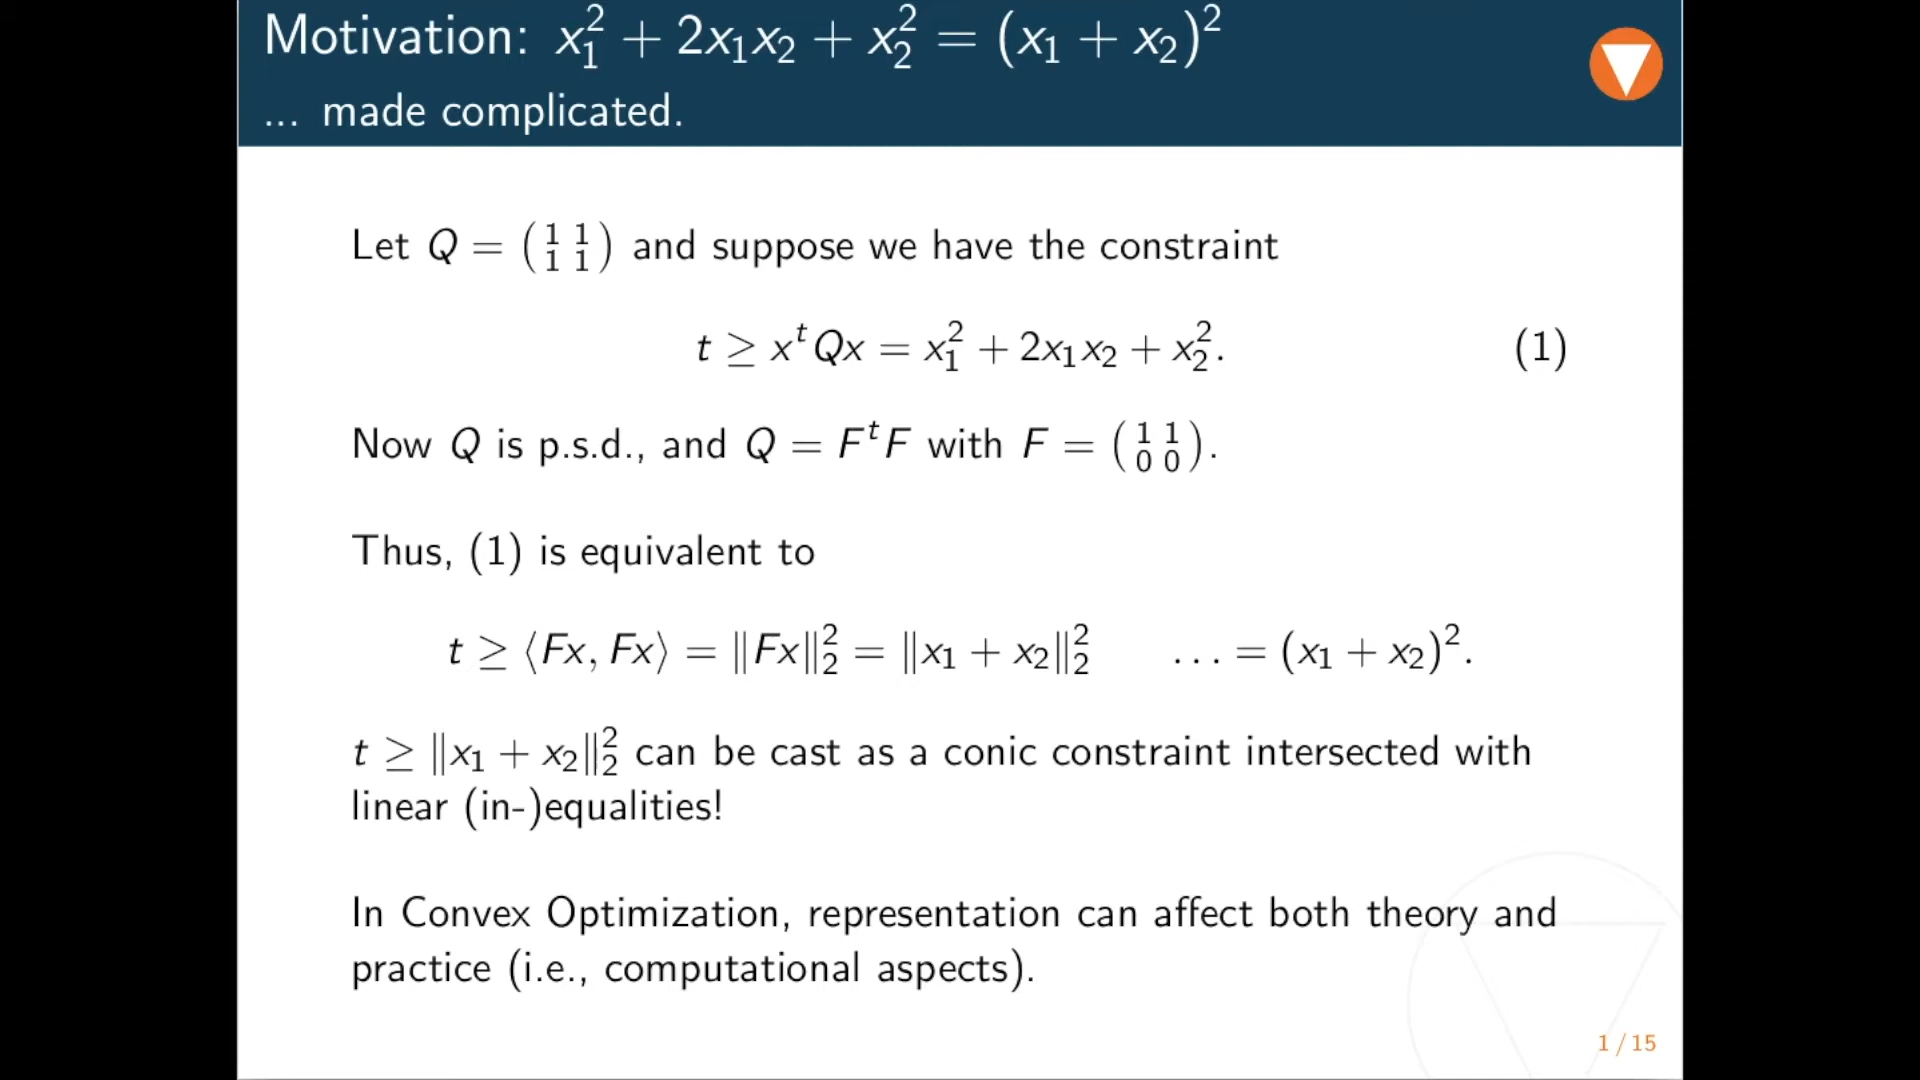 Motivation: x₁² + 2x₁x₂ + x₂² = (x₁ + x₂)²
... made complicated.
Let Q = (1 1 / 1 1) and suppose we have the constraint
t ≥ xᵗQx = x₁² + 2x₁x₂ + x₂². (1)
Now Q is p.s.d., and Q = FᵗF with F = (1 1 / 0 0).
Thus, (1) is equivalent to
t ≥ ⟨Fx, Fx⟩ = ‖Fx‖₂² = ‖x₁ + x₂‖₂² ... = (x₁ + x₂)².
t ≥ ‖x₁ + x₂‖₂² can be cast as a conic constraint intersected with
linear (in-)equalities!
In Convex Optimization, representation can affect both theory and
practice (i.e., computational aspects).
1 / 15